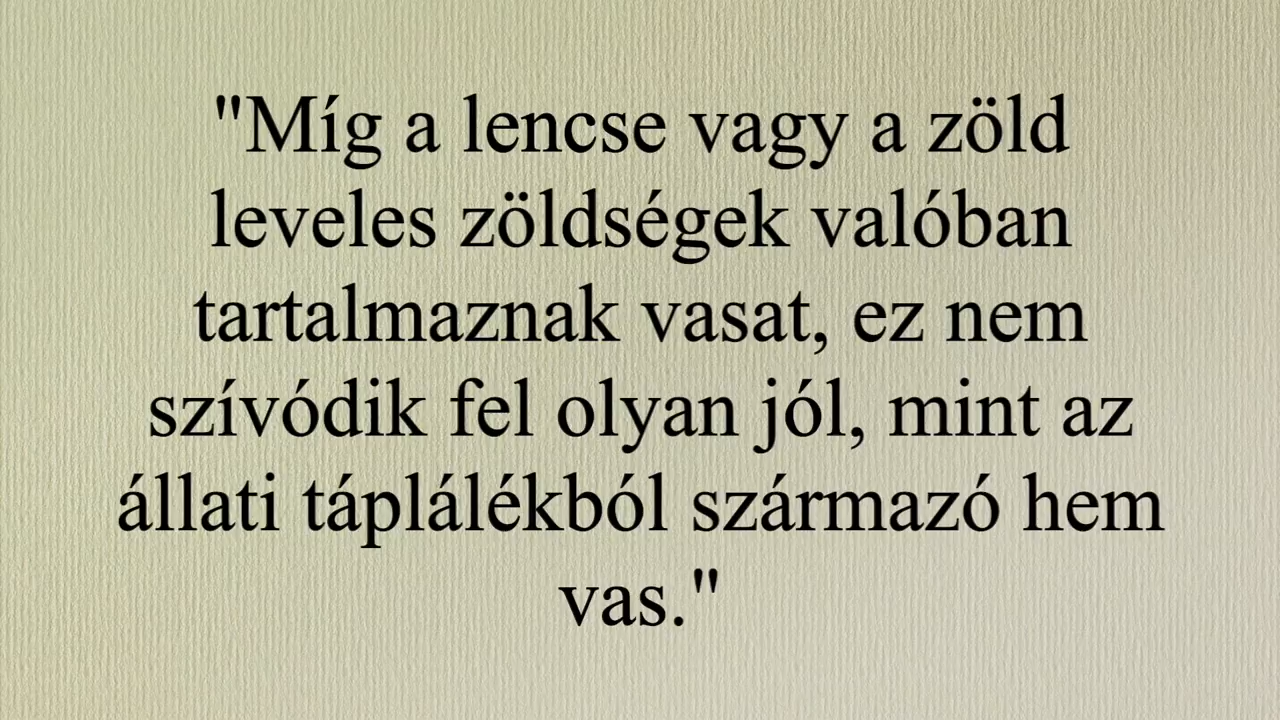 "Míg a lencse vagy a zöld
leveles zöldségek valóban
tartalmaznak vasat, ez nem
szívódik fel olyan jól, mint az
állati táplálékból származó hem
vas."